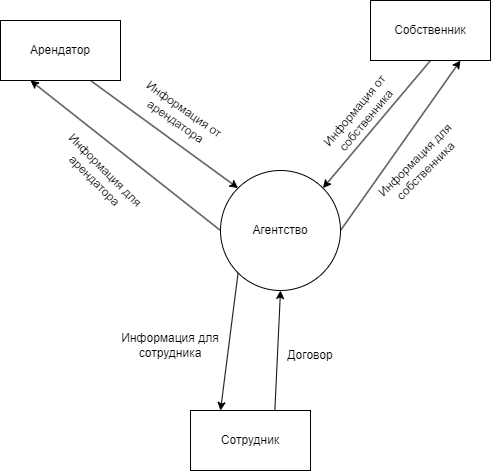 Собственник
Арендатор
Информация от
арендатора
Информация от
собственника
Информация для
арендатора
Информация для
собственника
Агентство
Информация для
сотрудника
Договор
Сотрудник